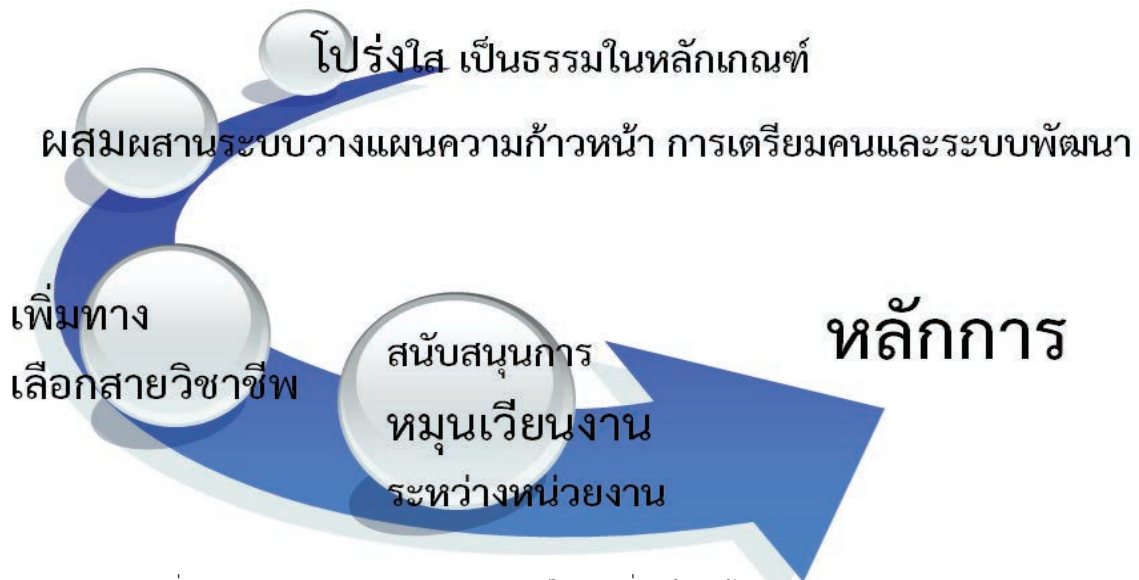 โปร่งใส เป็นธรรมในหลักเกณฑ์
ผสมผสานระบบวางแผนความก้าวหน้า การเตรียมคนและระบบพัฒนา
เพิ่มทาง
เลือกสายวิชาชีพ
สนับสนุนการ
หมุนเวียนงาน
ระหว่างหน่วยงาน
หลักการ